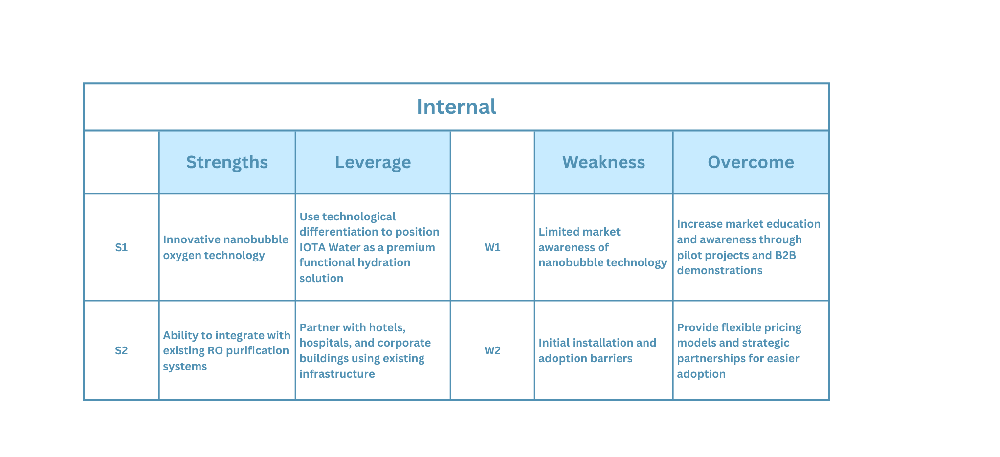 Internal
Strengths
Leverage
Weakness
Overcome
S1
Innovative nanobubble
oxygen technology
Use technological
differentiation to position
IOTA Water as a premium
functional hydration
solution
W1
Limited market
awareness of
nanobubble technology
Increase market education
and awareness through
pilot projects and B2B
demonstrations
S2
Ability to integrate with
existing RO purification
systems
Partner with hotels,
hospitals, and corporate
buildings using existing
infrastructure
W2
Initial installation and
adoption barriers
Provide flexible pricing
models and strategic
partnerships for easier
adoption